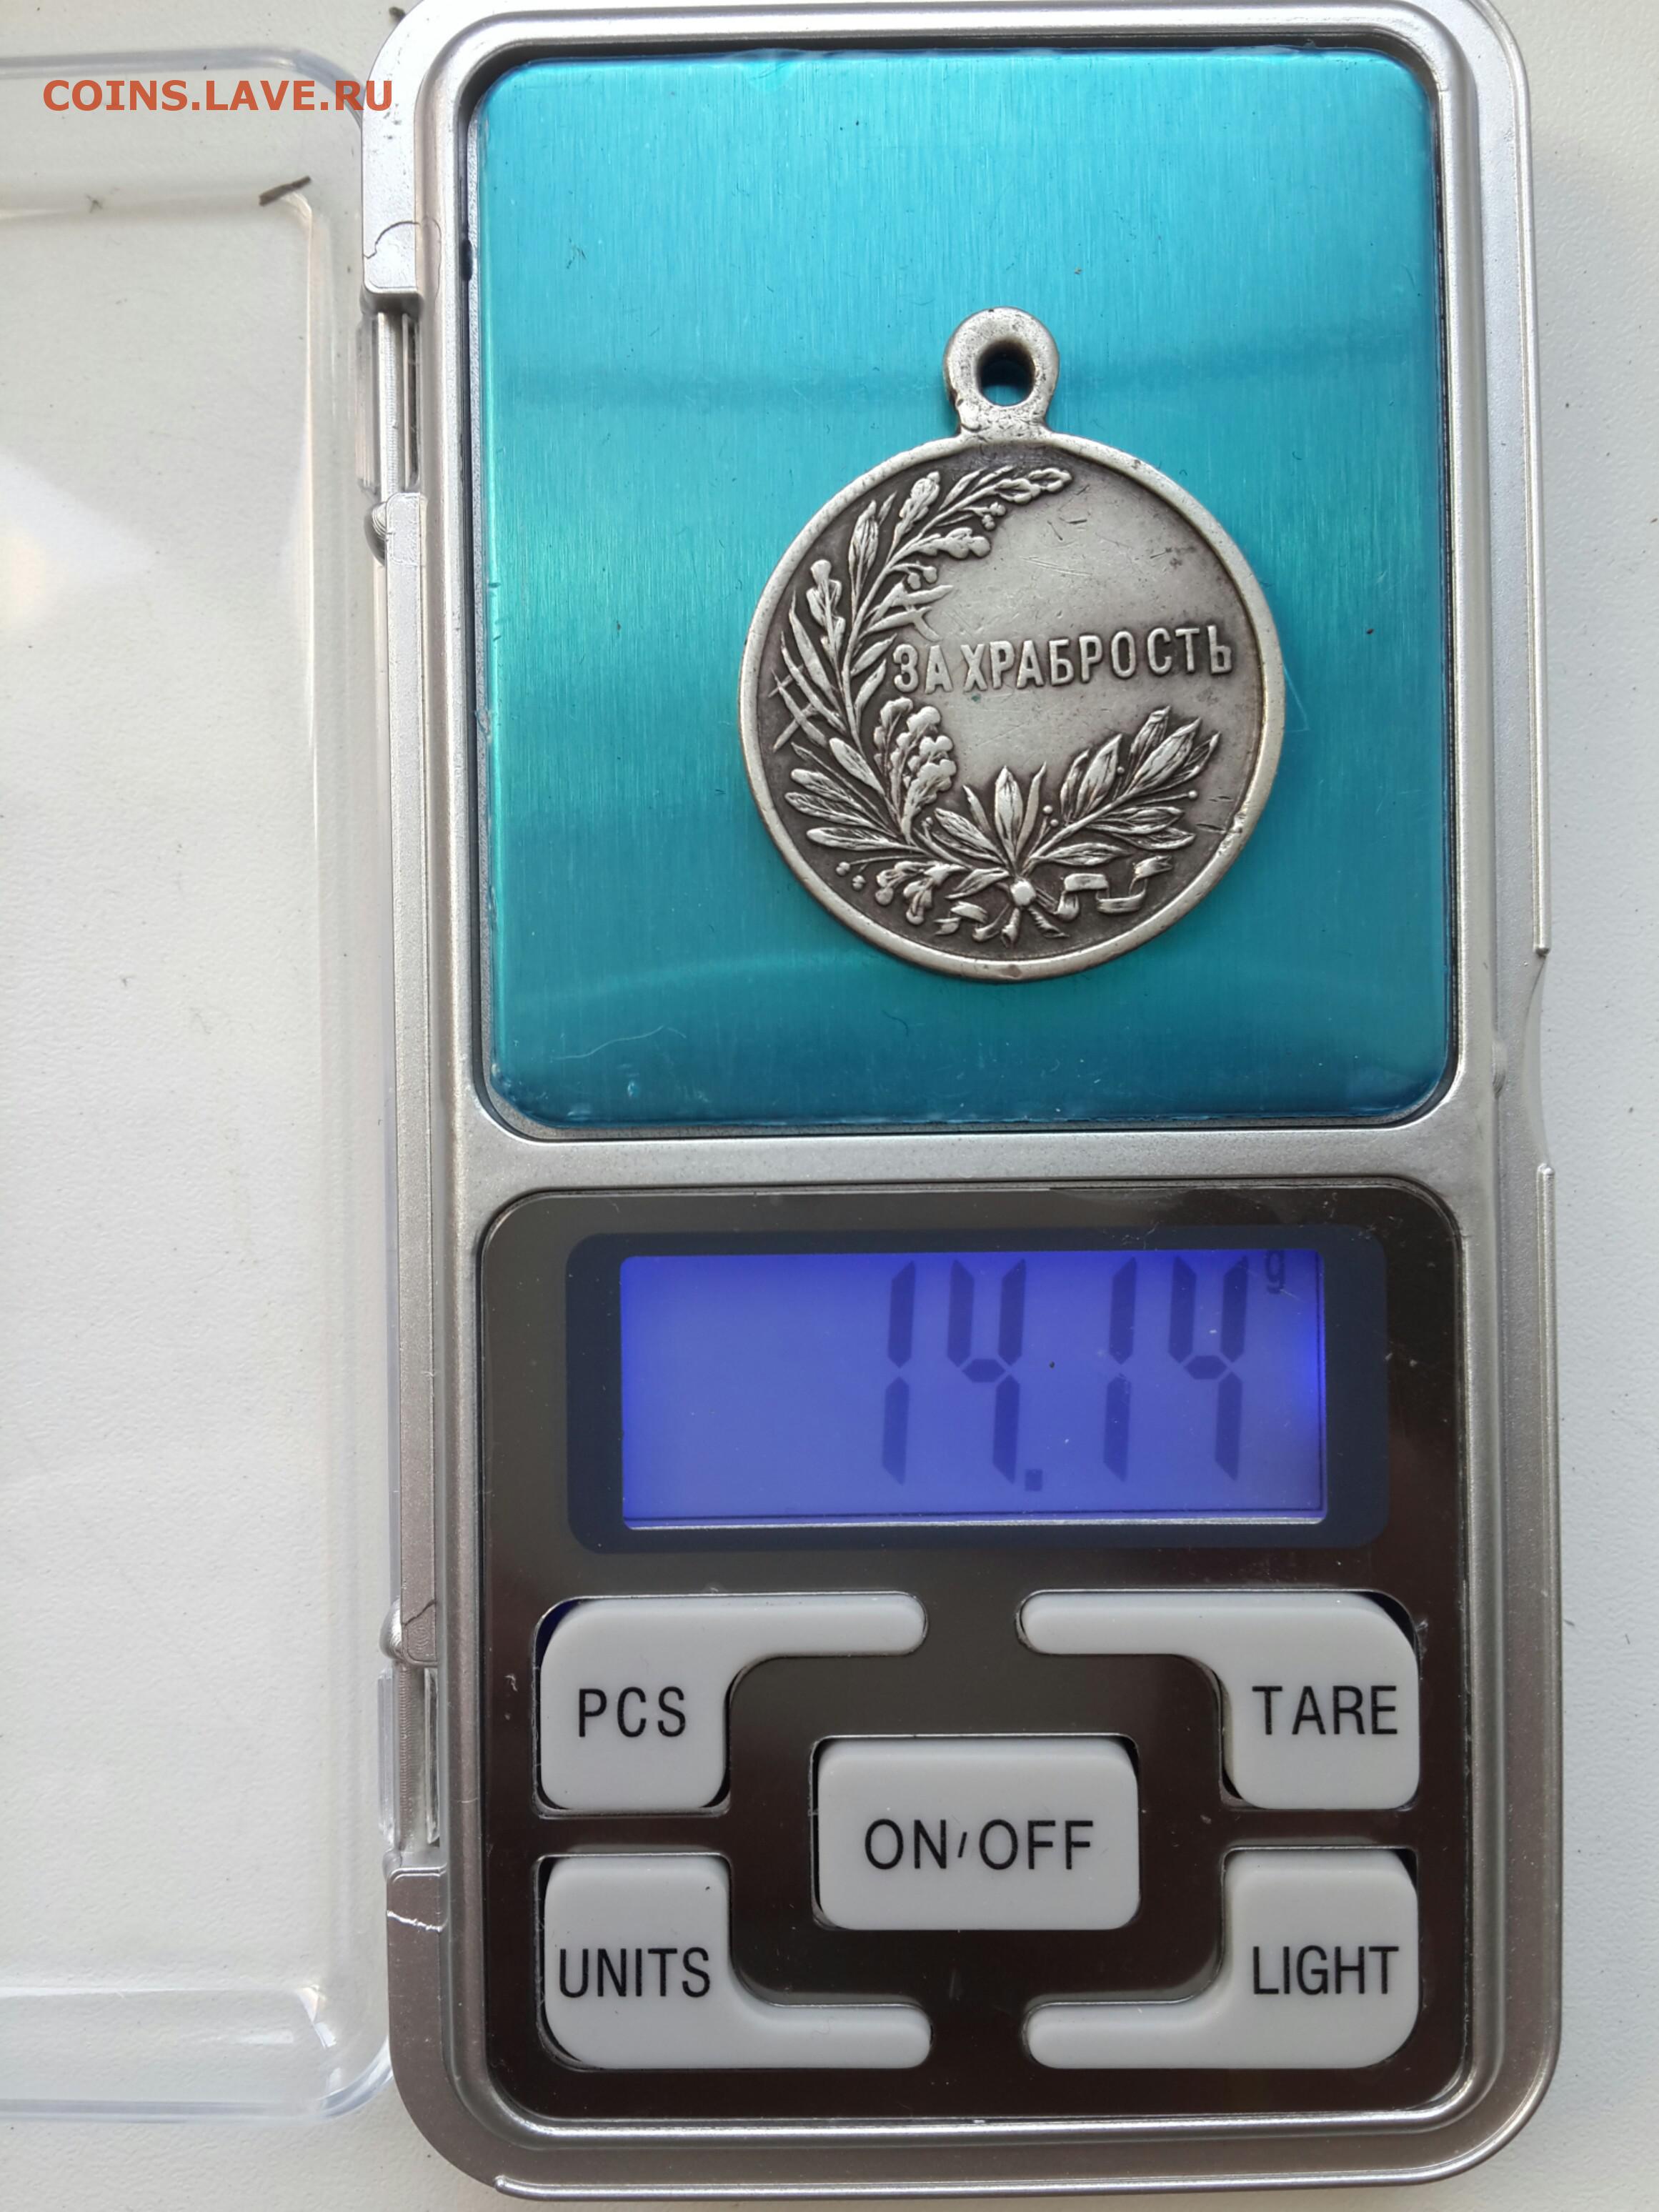 COINS.LAVE.RU
ЗА ХРАБРОСТЬ
14.14 g
PCS
TARE
ON/OFF
UNITS
LIGHT